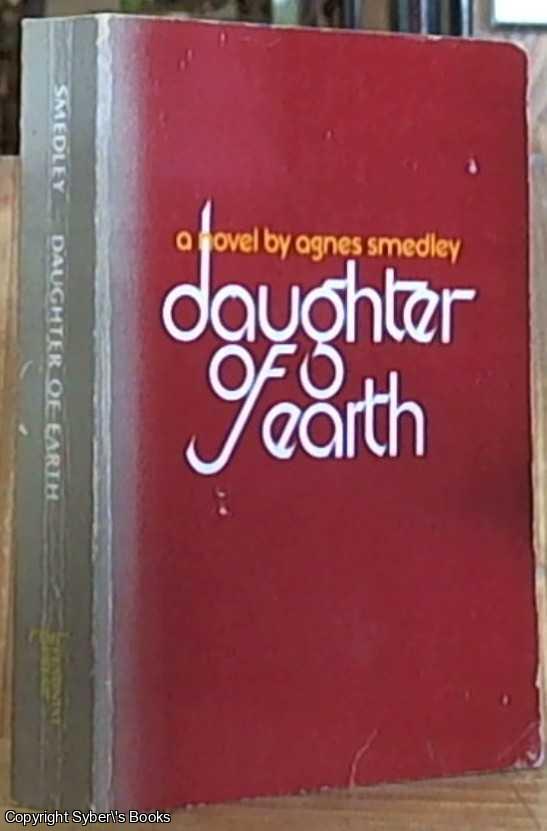 SMEDLEY DAUGHTER OF EARTH
a novel by agnes smedley
daughter
of
earth
Copyright Syber\'s Books